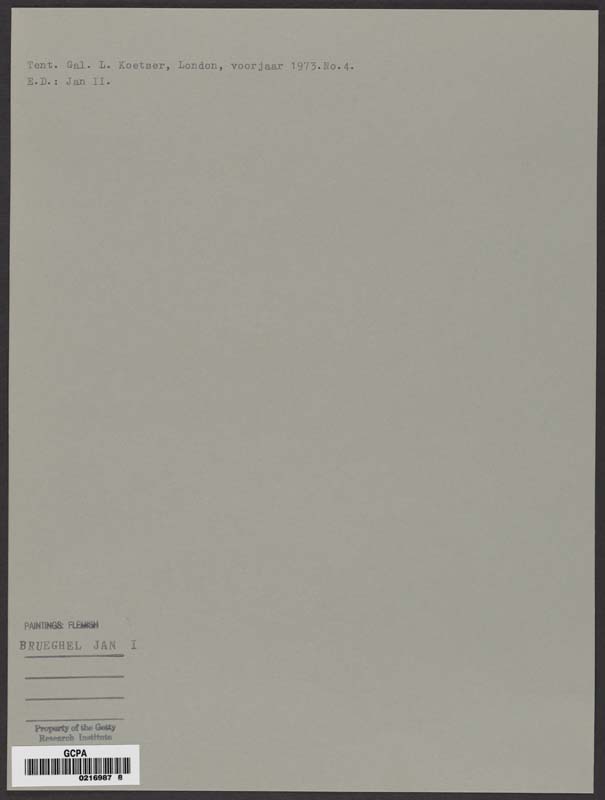 Tent. Gal. L. Koetser, London, voorjaar 1973.No.4.
E.D.: Jan II.
PAINTINGS: FLEMISH
BRUEGHEL JAN I
Property of the Getty
Research Institute
GCPA
0216987 8